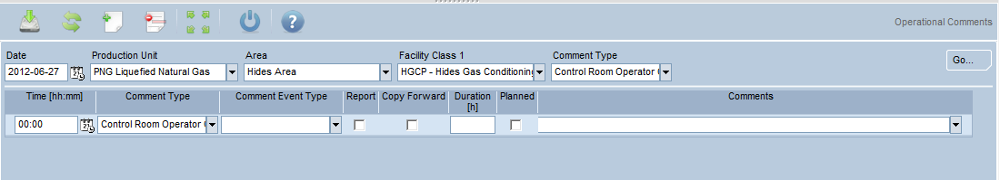 Operational Comments
Date Production Unit Area Facility Class 1 Comment Type
2012-06-27 PNG Liquefied Natural Gas Hides Area HGCP - Hides Gas Conditioning Control Room Operator Go...
Time [hh:mm] Comment Type Comment Event Type Report Copy Forward Duration [h] Planned Comments
00:00 Control Room Operator